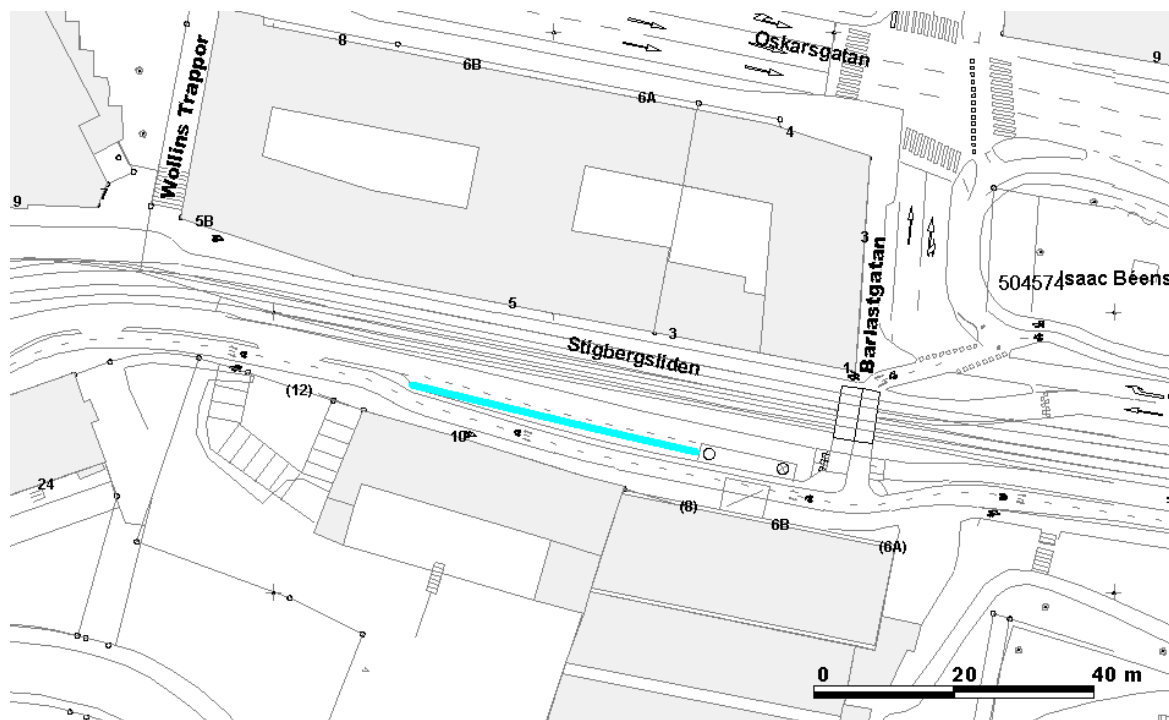 8
Oskarsgatan
9
6B
6A
4
Wollins Trappor
7
9
5B
3
504574
Isaac Béens
5
3
Stigbergsliden
1
Barlastgatan
(12)
10
24
(8)
6B
(6A)
0 20 40 m